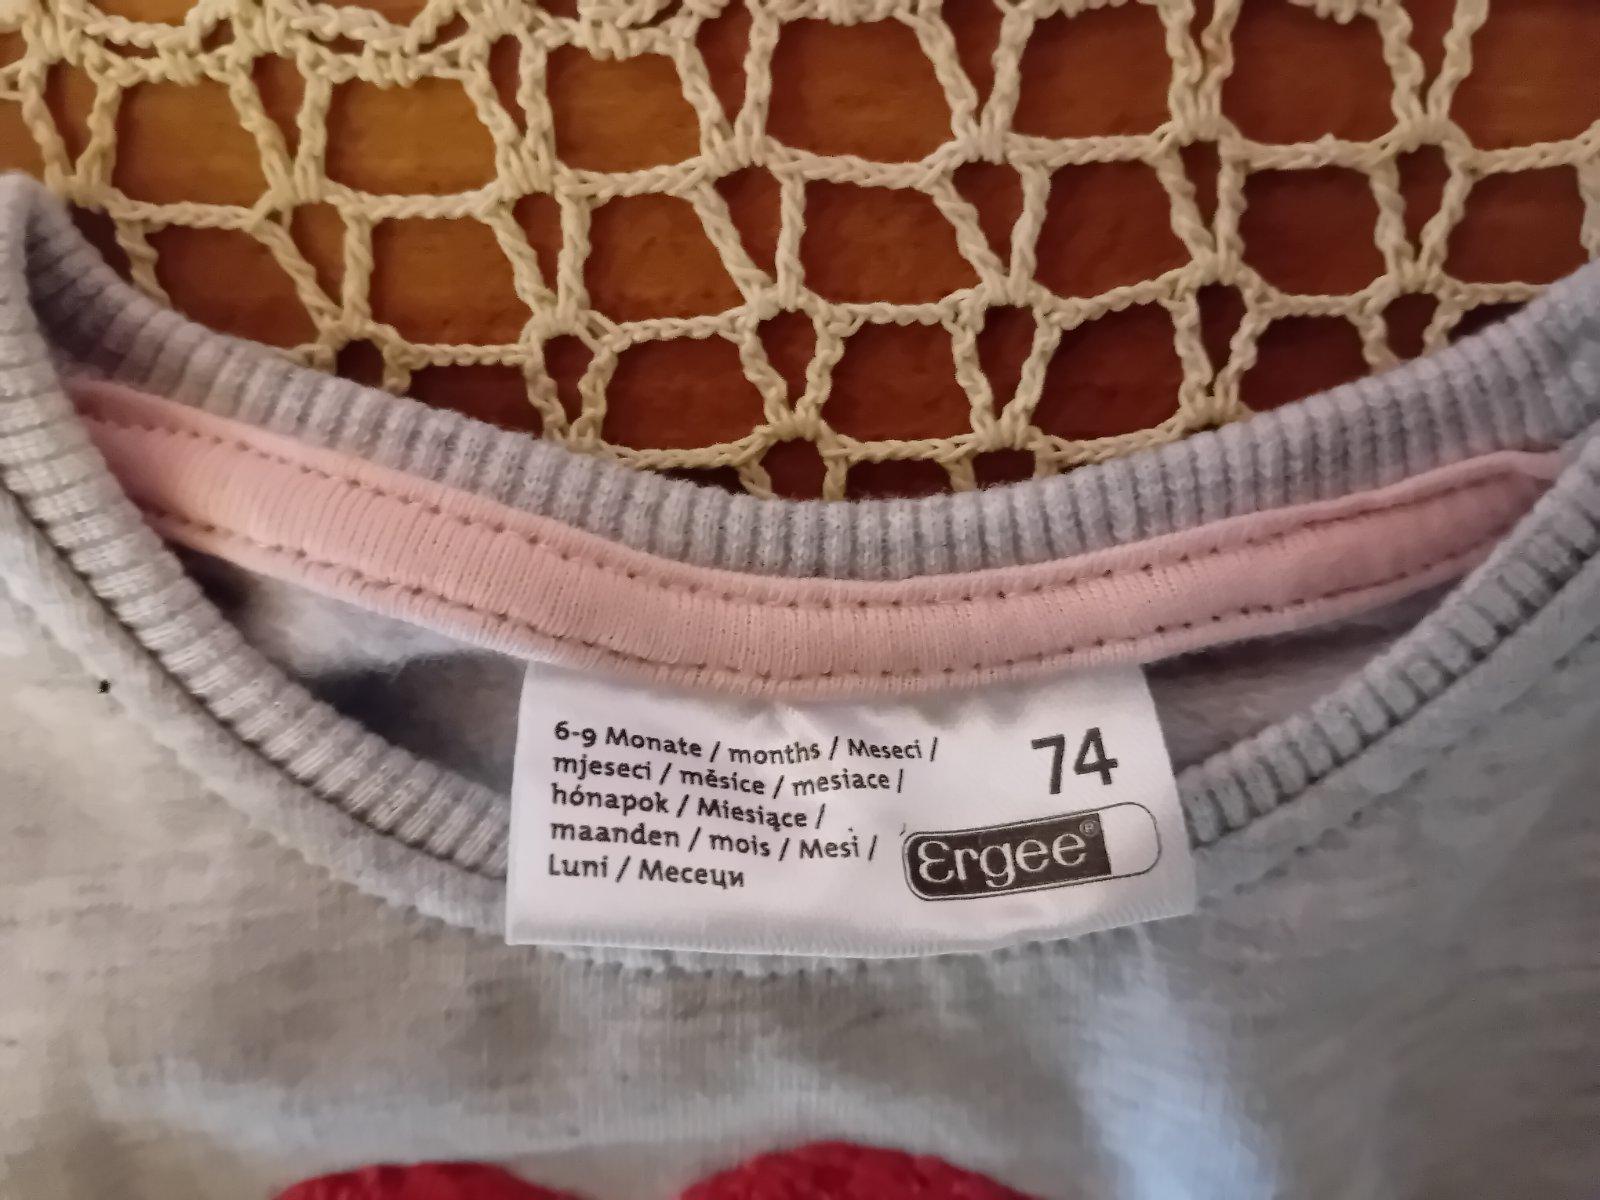 6-9 Monate / months / Meseci /
mjeseci / měsíce / mesiace /
hónapok / Miesiące /
maanden / mois / Mesi /
Luni / Месеци
74
Ergee®